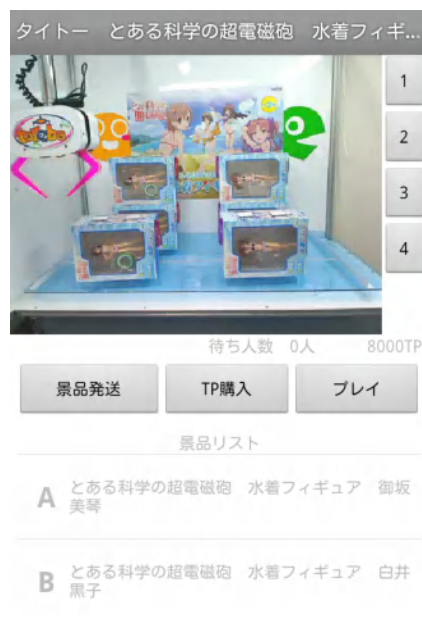 タイトー　とある科学の超電磁砲　水着フィギ...
1
2
3
4
待ち人数　0人
8000TP
景品発送
TP購入
プレイ
景品リスト
A
とある科学の超電磁砲　水着フィギュア　御坂
美琴
B
とある科学の超電磁砲　水着フィギュア　白井
黒子